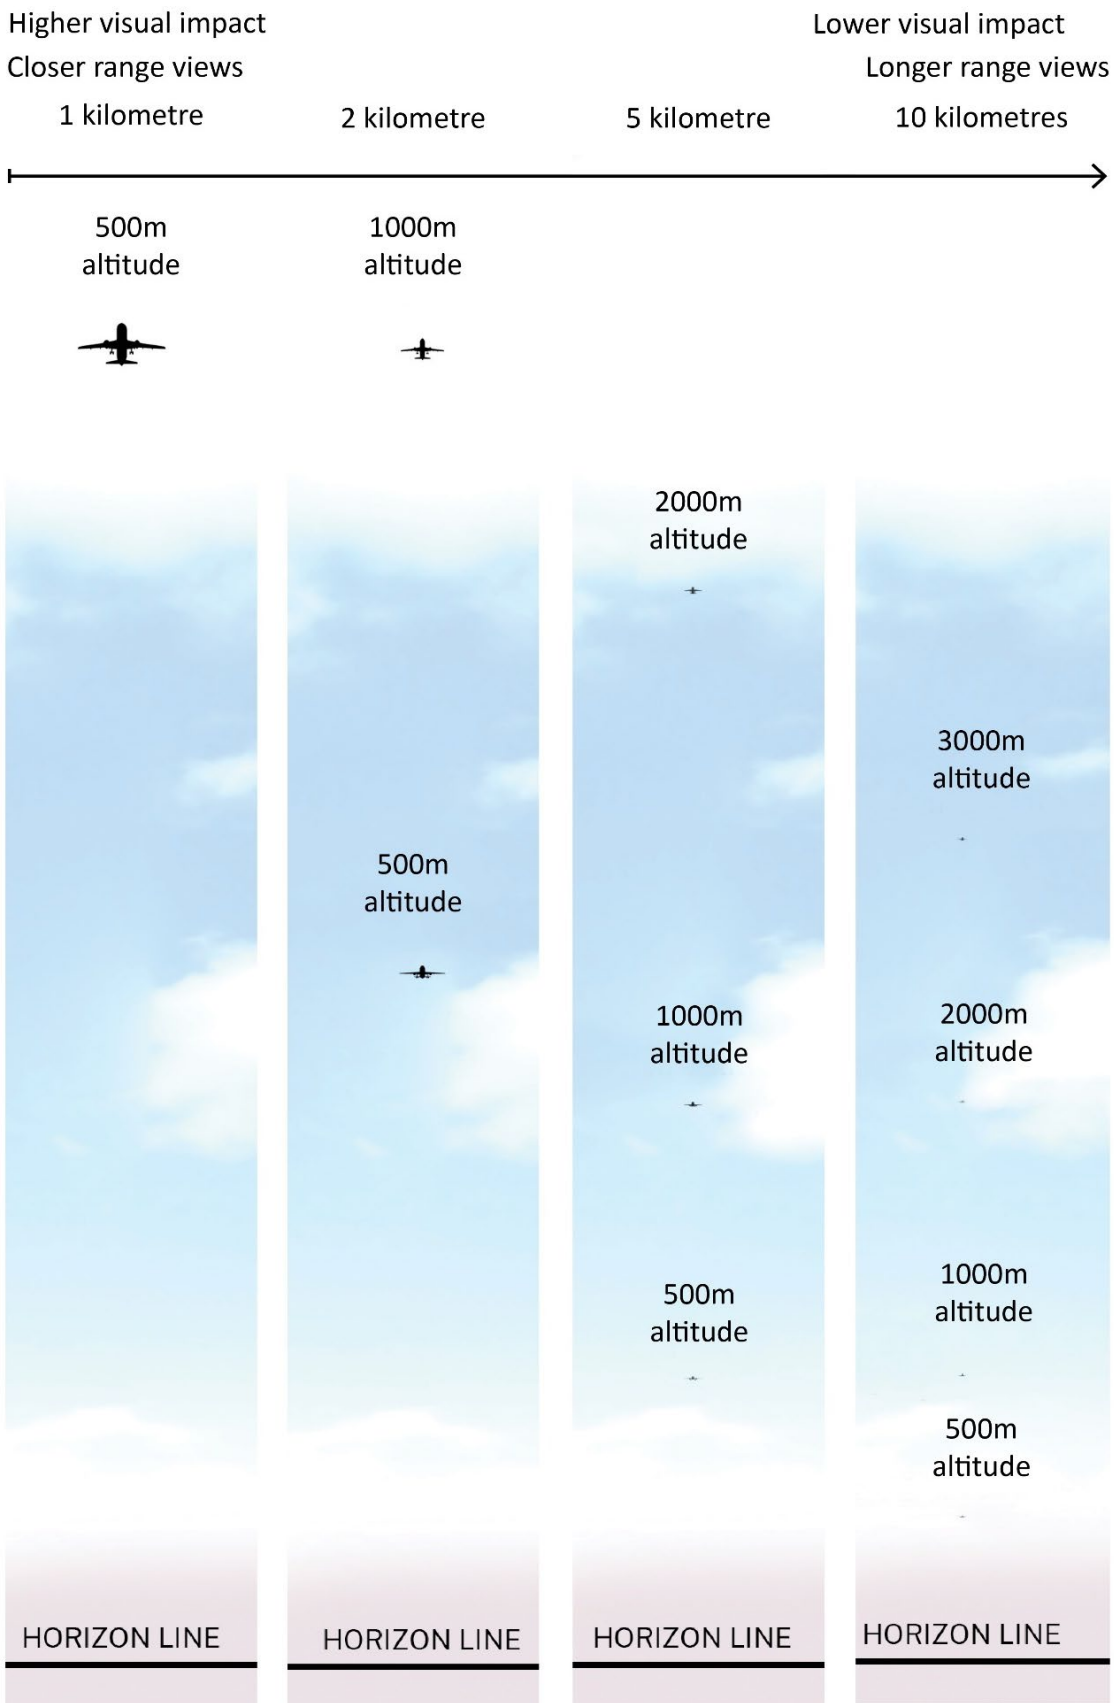 Higher visual impact
Lower visual impact
Closer range views
Longer range views
1 kilometre
2 kilometre
5 kilometre
10 kilometres
500m
altitude
1000m
altitude
2000m
altitude
3000m
altitude
500m
altitude
1000m
altitude
2000m
altitude
500m
altitude
1000m
altitude
500m
altitude
HORIZON LINE
HORIZON LINE
HORIZON LINE
HORIZON LINE